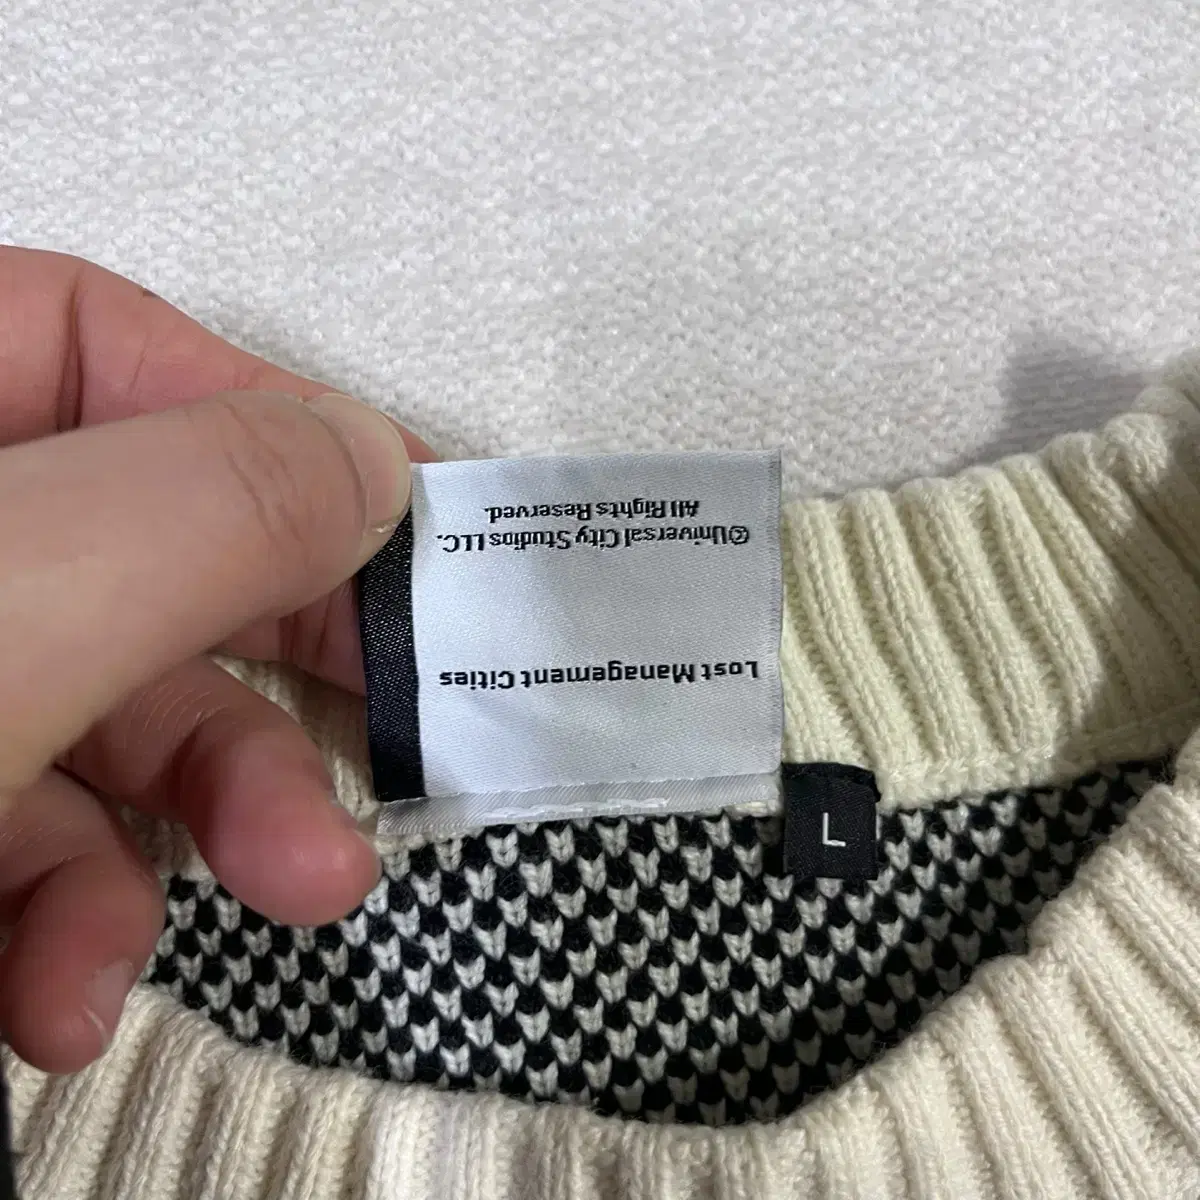 Lost Management Cities
©Universal City Studios LLC.
All Rights Reserved.
L